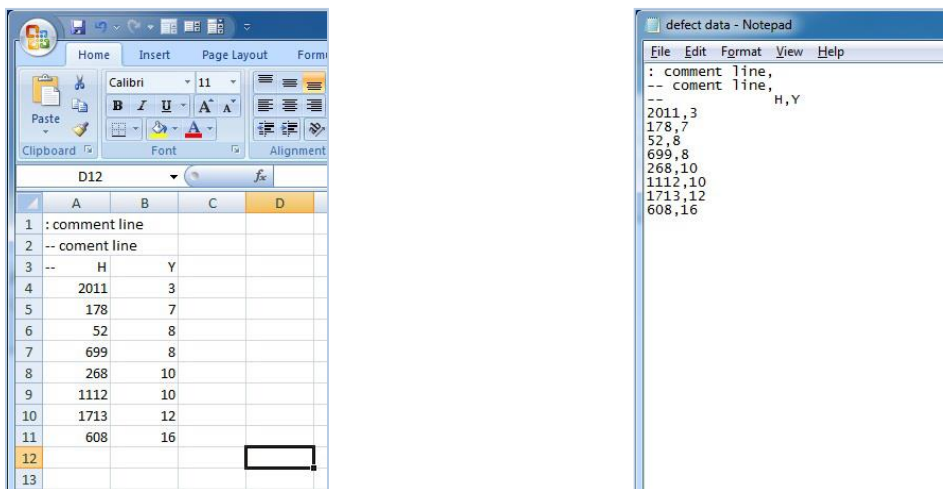 Home Insert Page Layout Form
Calibri 11
B I U A A
Paste
Clipboard Font Alignment
D12 fx
A B C D
1 : comment line
2 -- coment line
3 -- H Y
4 2011 3
5 178 7
6 52 8
7 699 8
8 268 10
9 1112 10
10 1713 12
11 608 16
12
13
defect data - Notepad
File Edit Format View Help
: comment line,
-- coment line,
-- H,Y
2011,3
178,7
52,8
699,8
268,10
1112,10
1713,12
608,16